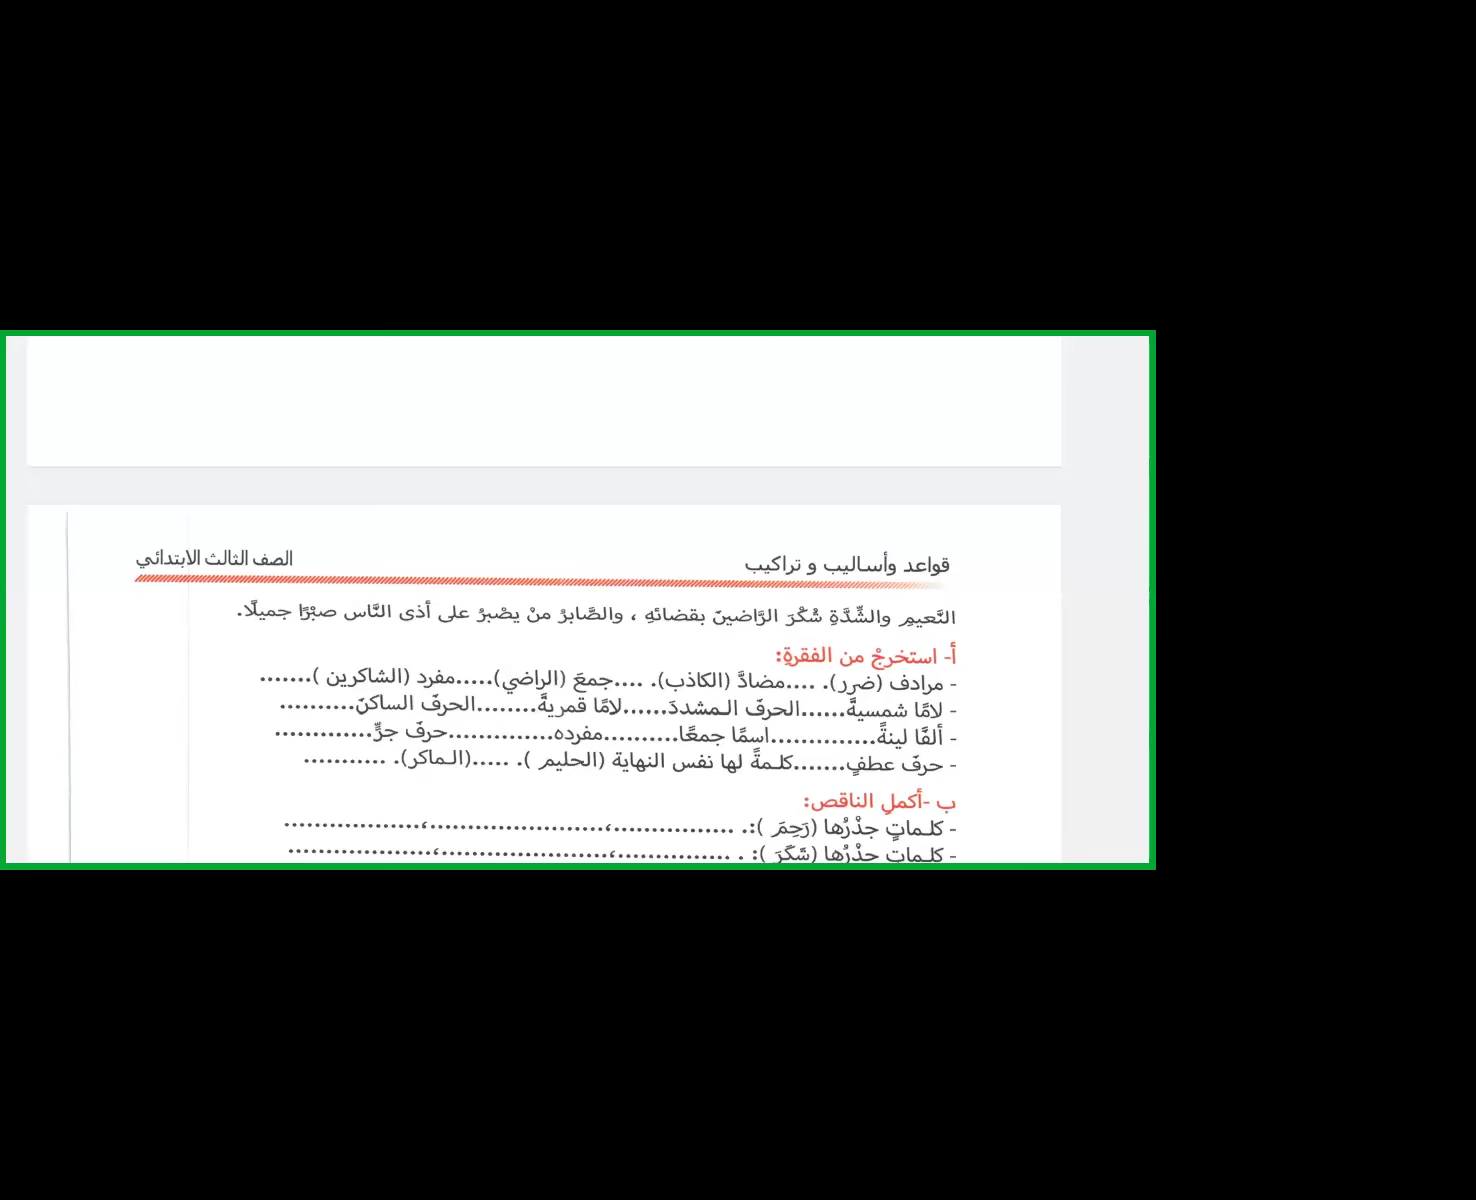 قواعد وأساليب و تراكيب
الصف الثالث الابتدائي
النَّعيمِ والشِّدَّةِ شُكْرَ الرَّاضينَ بقضائهِ ، والصَّابرُ منْ يصْبرُ على أذى النَّاس صبْرًا جميلًا.
أ- استخرجْ من الفقرةِ:
- مرادف (ضرر). ....مضادَّ (الكاذب). ....جمعَ (الراضي).....مفرد (الشاكرين ).......
- لامًا شمسيةً......الحرفَ المشددَ......لامًا قمريةً........الحرفَ الساكنَ..........
- ألفًا لينةً..............اسمًا جمعًا..........مفرده..............حرفَ جرٍّ.............
- حرفَ عطفٍ.......كلمةً لها نفس النهاية (الحليم ). .....(الماكر). ...........
ب -أكملِ الناقص:
- كلماتٍ جذْرُها (رَحِمَ ):. ................،........................،..................
- كلماتٍ جذْرُها (شَكَرَ ): . ...............،.......................،...................